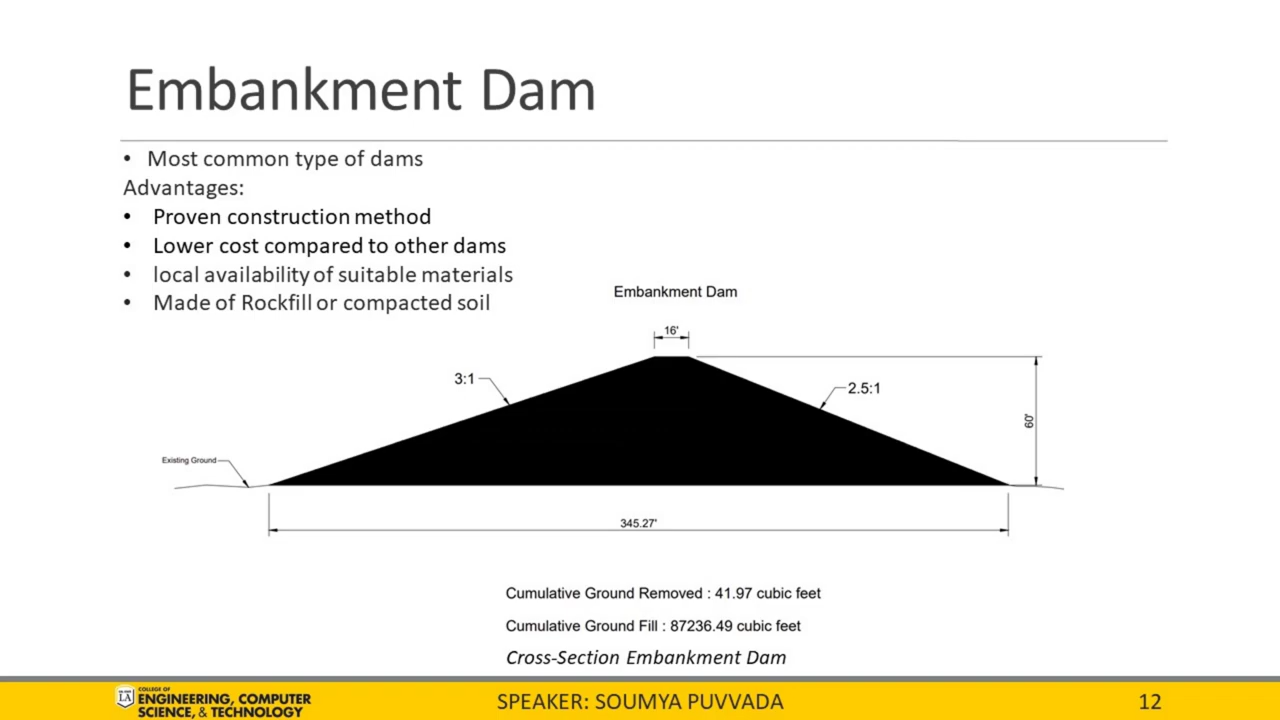 Embankment Dam
• Most common type of dams
Advantages:
• Proven construction method
• Lower cost compared to other dams
• local availability of suitable materials
• Made of Rockfill or compacted soil
Embankment Dam
16'
3:1
2.5:1
60'
Existing Ground
345.27'
Cumulative Ground Removed : 41.97 cubic feet
Cumulative Ground Fill : 87236.49 cubic feet
Cross-Section Embankment Dam
LA
COLLEGE OF
ENGINEERING, COMPUTER
SCIENCE, & TECHNOLOGY
SPEAKER: SOUMYA PUVVADA
12